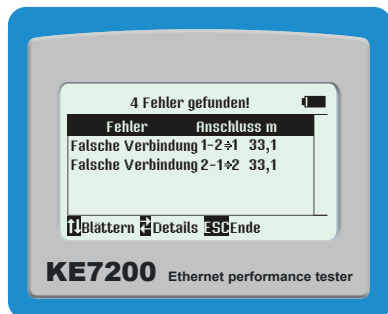 4 Fehler gefunden!
Fehler Anschluss m
Falsche Verbindung 1-2÷1 33,1
Falsche Verbindung 2-1÷2 33,1
Blättern Details ESC Ende
KE7200 Ethernet performance tester